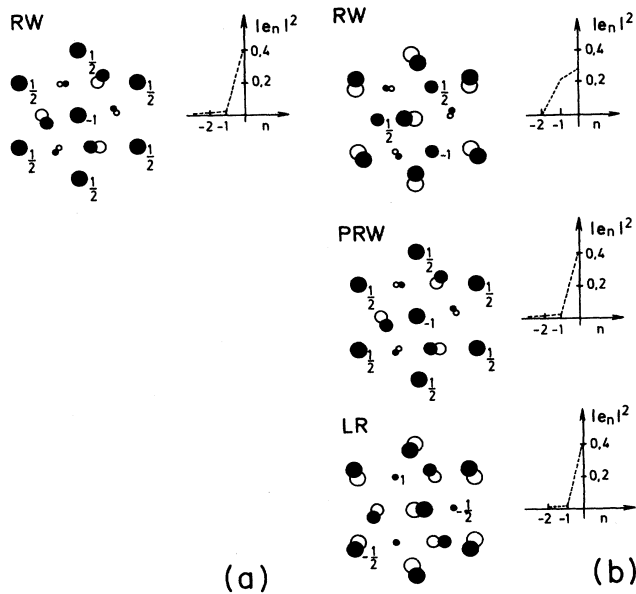 RW
1/2
1/2
1/2
-1
1/2
1/2
1/2
|en|²
0,4
0,2
-2 -1 n
RW
1/2
1/2
-1
|en|²
0,4
0,2
-2 -1 n
PRW
1/2
1/2
1/2
-1
1/2
1/2
1/2
|en|²
0,4
0,2
-2 -1 n
LR
1
-1/2
-1/2
|en|²
0,4
0,2
-2 -1 n
(a)
(b)